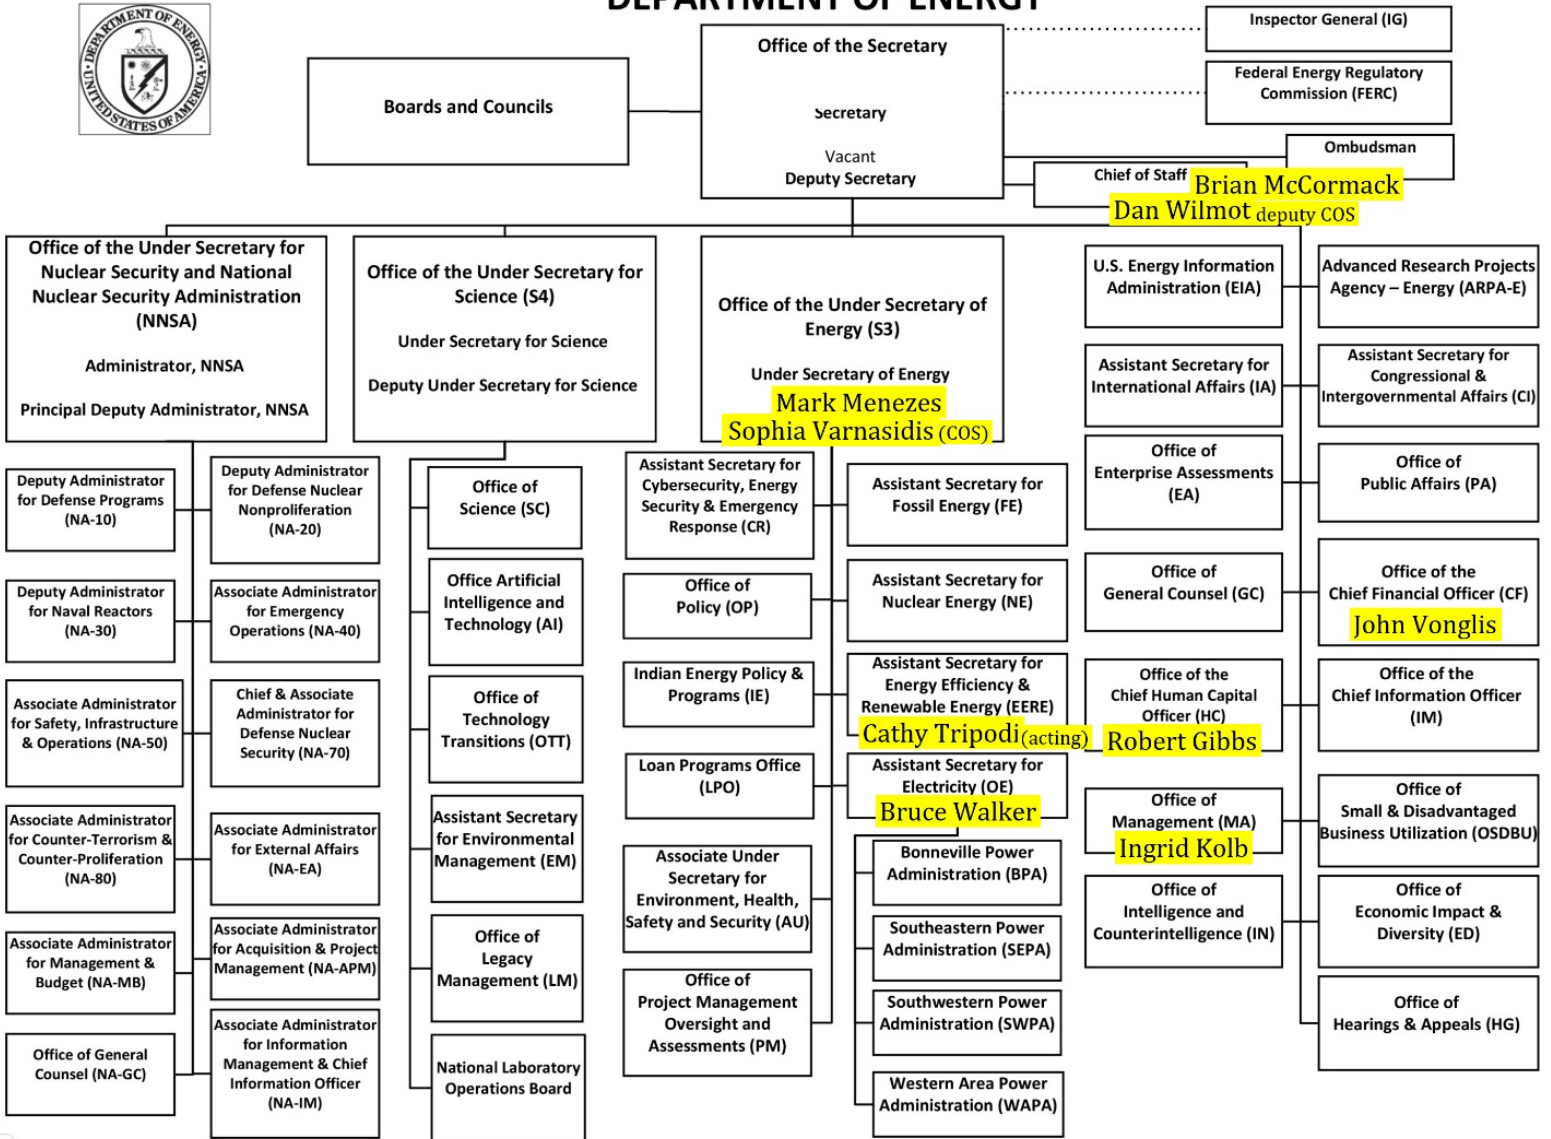 DEPARTMENT OF ENERGY
DEPARTMENT OF ENERGY
UNITED STATES OF AMERICA
Boards and Councils
Office of the Secretary
Secretary
Vacant
Deputy Secretary
Inspector General (IG)
Federal Energy Regulatory
Commission (FERC)
Ombudsman
Chief of Staff
Brian McCormack
Dan Wilmot deputy COS
Office of the Under Secretary for
Nuclear Security and National
Nuclear Security Administration
(NNSA)
Administrator, NNSA
Principal Deputy Administrator, NNSA
Deputy Administrator
for Defense Programs
(NA-10)
Deputy Administrator
for Defense Nuclear
Nonproliferation
(NA-20)
Deputy Administrator
for Naval Reactors
(NA-30)
Associate Administrator
for Emergency
Operations (NA-40)
Associate Administrator
for Safety, Infrastructure
& Operations (NA-50)
Chief & Associate
Administrator for
Defense Nuclear
Security (NA-70)
Associate Administrator
for Counter-Terrorism &
Counter-Proliferation
(NA-80)
Associate Administrator
for External Affairs
(NA-EA)
Associate Administrator
for Management &
Budget (NA-MB)
Associate Administrator
for Acquisition & Project
Management (NA-APM)
Office of General
Counsel (NA-GC)
Associate Administrator
for Information
Management & Chief
Information Officer
(NA-IM)
Office of the Under Secretary for
Science (S4)
Under Secretary for Science
Deputy Under Secretary for Science
Office of
Science (SC)
Office Artificial
Intelligence and
Technology (AI)
Office of
Technology
Transitions (OTT)
Assistant Secretary
for Environmental
Management (EM)
Office of
Legacy
Management (LM)
National Laboratory
Operations Board
Office of the Under Secretary of
Energy (S3)
Under Secretary of Energy
Mark Menezes
Sophia Varnasidis (COS)
Assistant Secretary for
Cybersecurity, Energy
Security & Emergency
Response (CR)
Assistant Secretary for
Fossil Energy (FE)
Office of
Policy (OP)
Assistant Secretary for
Nuclear Energy (NE)
Indian Energy Policy &
Programs (IE)
Assistant Secretary for
Energy Efficiency &
Renewable Energy (EERE)
Cathy Tripodi (acting)
Loan Programs Office
(LPO)
Assistant Secretary for
Electricity (OE)
Bruce Walker
Associate Under
Secretary for
Environment, Health,
Safety and Security (AU)
Bonneville Power
Administration (BPA)
Southeastern Power
Administration (SEPA)
Office of
Project Management
Oversight and
Assessments (PM)
Southwestern Power
Administration (SWPA)
Western Area Power
Administration (WAPA)
U.S. Energy Information
Administration (EIA)
Advanced Research Projects
Agency – Energy (ARPA-E)
Assistant Secretary for
International Affairs (IA)
Assistant Secretary for
Congressional &
Intergovernmental Affairs (CI)
Office of
Enterprise Assessments
(EA)
Office of
Public Affairs (PA)
Office of
General Counsel (GC)
Office of the
Chief Financial Officer (CF)
John Vonglis
Office of the
Chief Human Capital
Officer (HC)
Robert Gibbs
Office of the
Chief Information Officer
(IM)
Office of
Management (MA)
Ingrid Kolb
Office of
Small & Disadvantaged
Business Utilization (OSDBU)
Office of
Intelligence and
Counterintelligence (IN)
Office of
Economic Impact &
Diversity (ED)
Office of
Hearings & Appeals (HG)